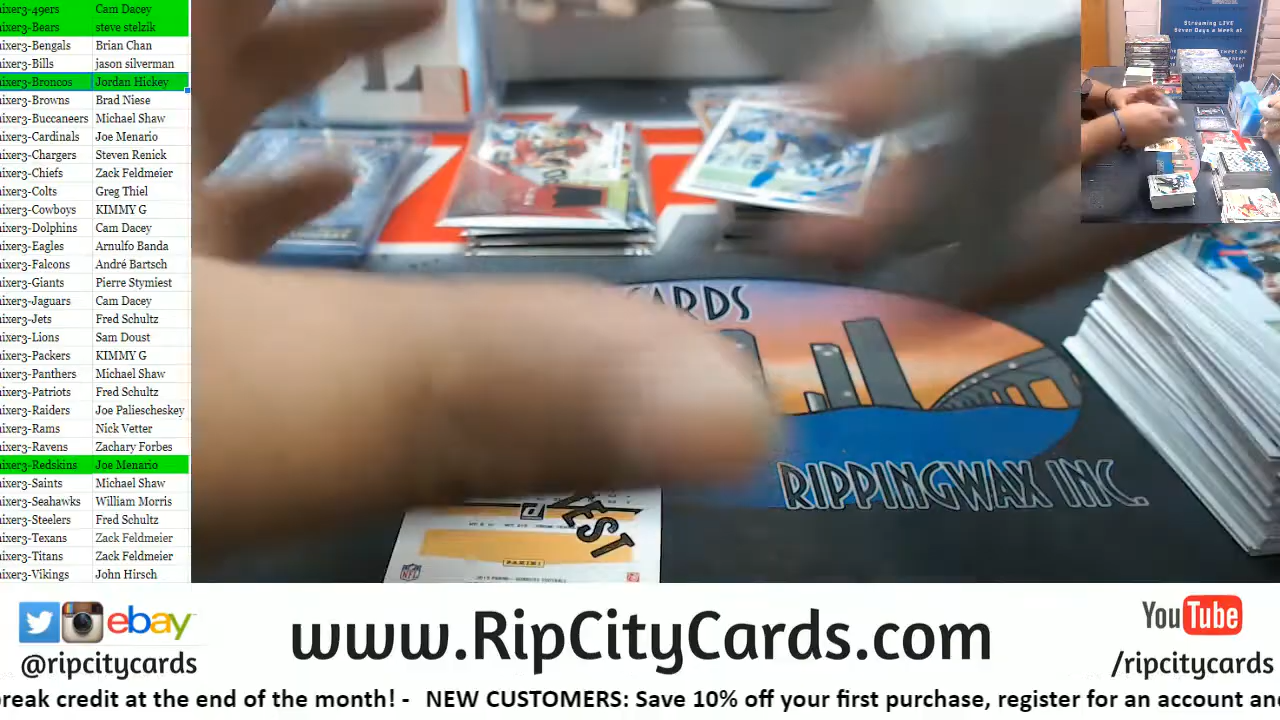 ixer3-49ers Cam Dacey
ixer3-Bears steve stelzik
ixer3-Bengals Brian Chan
ixer3-Bills jason silverman
ixer3-Broncos Jordan Hickey
ixer3-Browns Brad Niese
ixer3-Buccaneers Michael Shaw
ixer3-Cardinals Joe Menario
ixer3-Chargers Steven Renick
ixer3-Chiefs Zack Feldmeier
ixer3-Colts Greg Thiel
ixer3-Cowboys KIMMY G
ixer3-Dolphins Cam Dacey
ixer3-Eagles Arnulfo Banda
ixer3-Falcons André Bartsch
ixer3-Giants Pierre Stymiest
ixer3-Jaguars Cam Dacey
ixer3-Jets Fred Schultz
ixer3-Lions Sam Doust
ixer3-Packers KIMMY G
ixer3-Panthers Michael Shaw
ixer3-Patriots Fred Schultz
ixer3-Raiders Joe Paliescheskey
ixer3-Rams Nick Vetter
ixer3-Ravens Zachary Forbes
ixer3-Redskins Joe Menario
ixer3-Saints Michael Shaw
ixer3-Seahawks William Morris
ixer3-Steelers Fred Schultz
ixer3-Texans Zack Feldmeier
ixer3-Titans Zack Feldmeier
ixer3-Vikings John Hirsch
Streaming LIVE
Seven Days a Week at
CARDS
RIPPINGWAX INC.
WEST
PANINI
NFL
ebay
@ripcitycards
www.RipCityCards.com
YouTube
/ripcitycards
break credit at the end of the month! - NEW CUSTOMERS: Save 10% off your first purchase, register for an account and